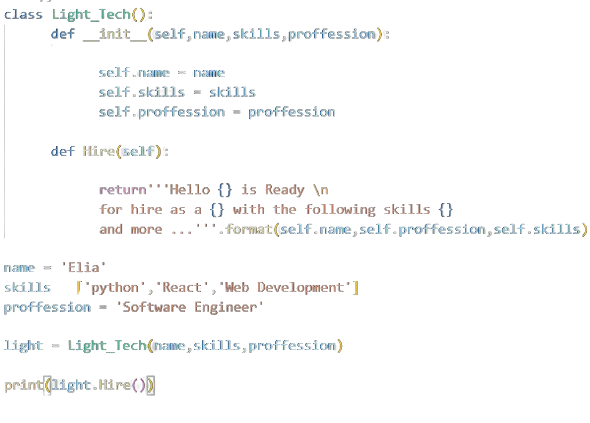 class Light_Tech():
def __init__(self,name,skills,proffession):
self.name = name
self.skills = skills
self.proffession = proffession
def Hire(self):
return'''Hello {} is Ready \n
for hire as a {} with the following skills {}
and more ...'''.format(self.name,self.proffession,self.skills)
name = 'Elia'
skills ['python','React','Web Development']
proffession = 'Software Engineer'
light = Light_Tech(name,skills,proffession)
print(light.Hire())